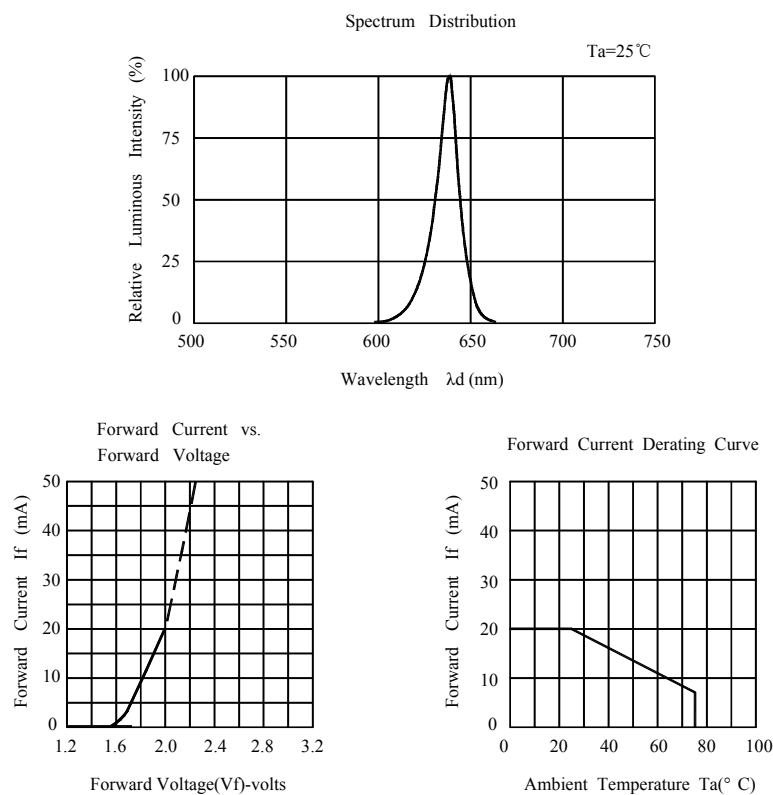 Spectrum Distribution
Ta=25℃
Relative Luminous Intensity (%)
100
75
50
25
0
500 550 600 650 700 750
Wavelength λd (nm)
Forward Current vs.
Forward Voltage
Forward Current If (mA)
50
40
30
20
10
0
1.2 1.6 2.0 2.4 2.8 3.2
Forward Voltage(Vf)-volts
Forward Current Derating Curve
Forward Current If (mA)
50
40
30
20
10
0
0 20 40 60 80 100
Ambient Temperature Ta(° C)